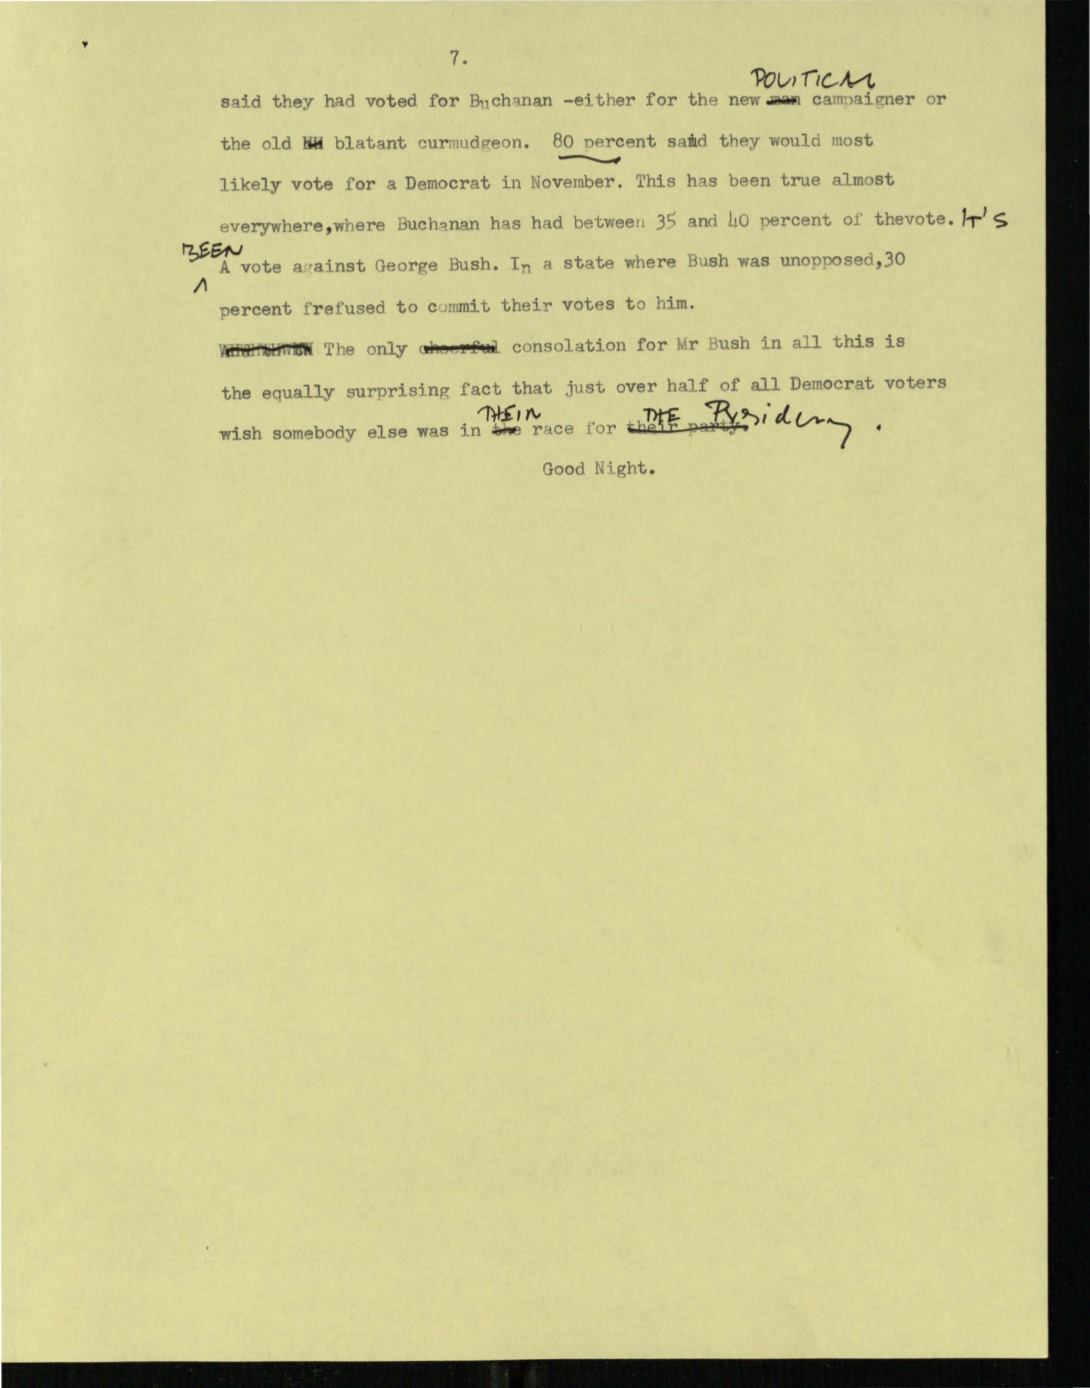 7.
POLITICAL
said they had voted for Buchanan -either for the new man campaigner or
the old blatant curmudgeon. 80 percent said they would most
likely vote for a Democrat in November. This has been true almost
everywhere,where Buchanan has had between 35 and 40 percent of thevote. IT'S
BEEN
A vote against George Bush. In a state where Bush was unopposed,30
percent frefused to commit their votes to him.
The only cheerful consolation for Mr Bush in all this is
the equally surprising fact that just over half of all Democrat voters
THEIR THE Presidency.
wish somebody else was in the race for their party.
Good Night.